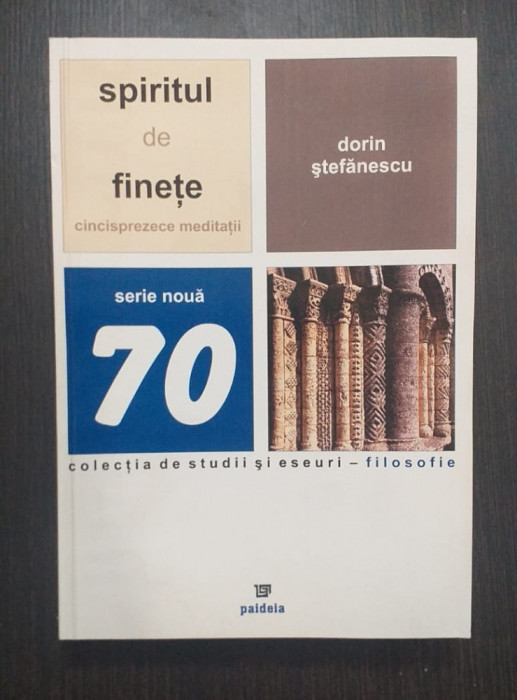 spiritul
de
finețe
cincisprezece meditații
dorin
ștefănescu
serie nouă
70
colecția de studii și eseuri – filosofie
paideia